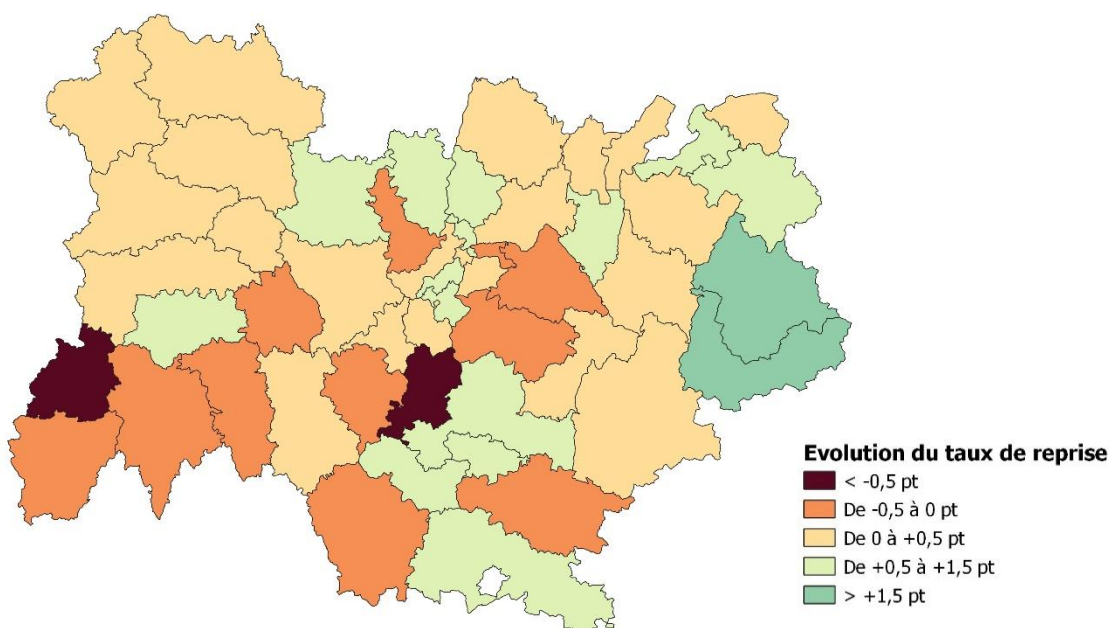 Evolution du taux de reprise
< -0,5 pt
De -0,5 à 0 pt
De 0 à +0,5 pt
De +0,5 à +1,5 pt
> +1,5 pt